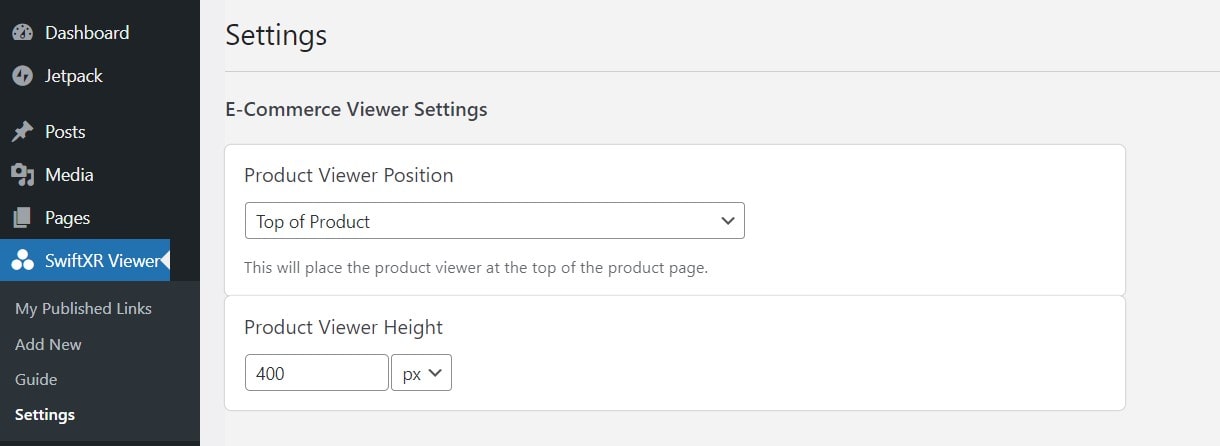 Dashboard
Jetpack
Posts
Media
Pages
SwiftXR Viewer
My Published Links
Add New
Guide
Settings
Settings
E-Commerce Viewer Settings
Product Viewer Position
Top of Product
This will place the product viewer at the top of the product page.
Product Viewer Height
400 px